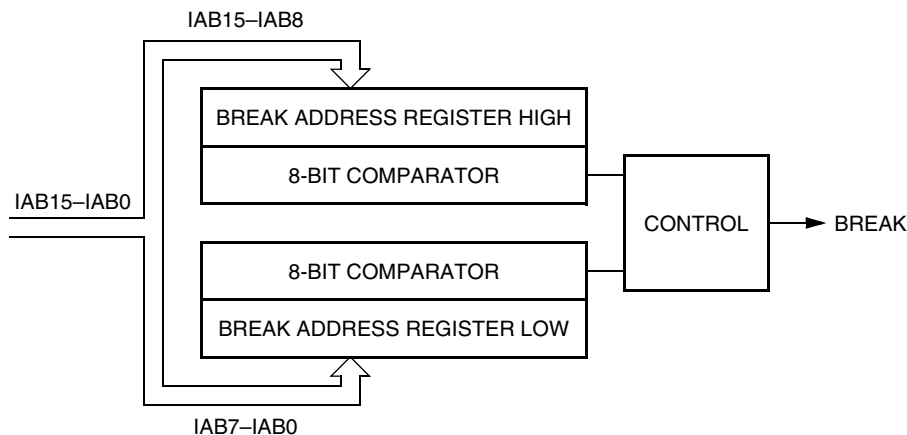 IAB15–IAB8
BREAK ADDRESS REGISTER HIGH
8-BIT COMPARATOR
IAB15–IAB0
CONTROL
BREAK
8-BIT COMPARATOR
BREAK ADDRESS REGISTER LOW
IAB7–IAB0